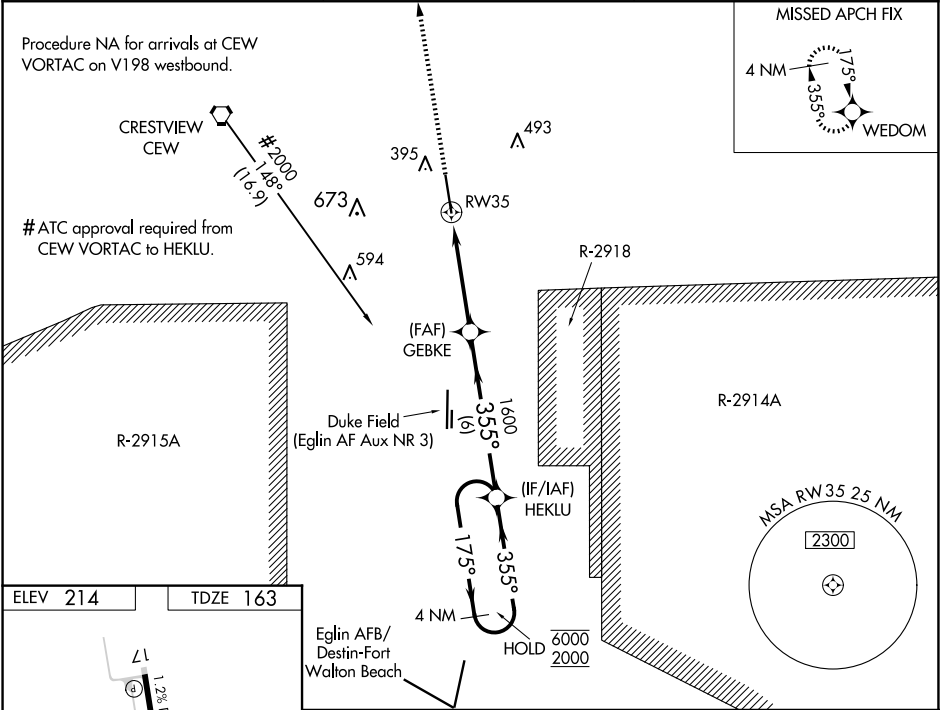 Procedure NA for arrivals at CEW
VORTAC on V198 westbound.
MISSED APCH FIX
4 NM
175°
355°
WEDOM
CRESTVIEW
CEW
#2000
148°
(16.9)
395
493
673
RW35
#ATC approval required from
CEW VORTAC to HEKLU.
594
R-2918
(FAF)
GEBKE
1600
355°
(6)
Duke Field
(Eglin AF Aux NR 3)
R-2915A
R-2914A
(IF/IAF)
HEKLU
MSA RW35 25 NM
2300
175°
355°
4 NM
HOLD
6000
2000
ELEV 214
TDZE 163
Eglin AFB/
Destin-Fort
Walton Beach
17
P
1.2%